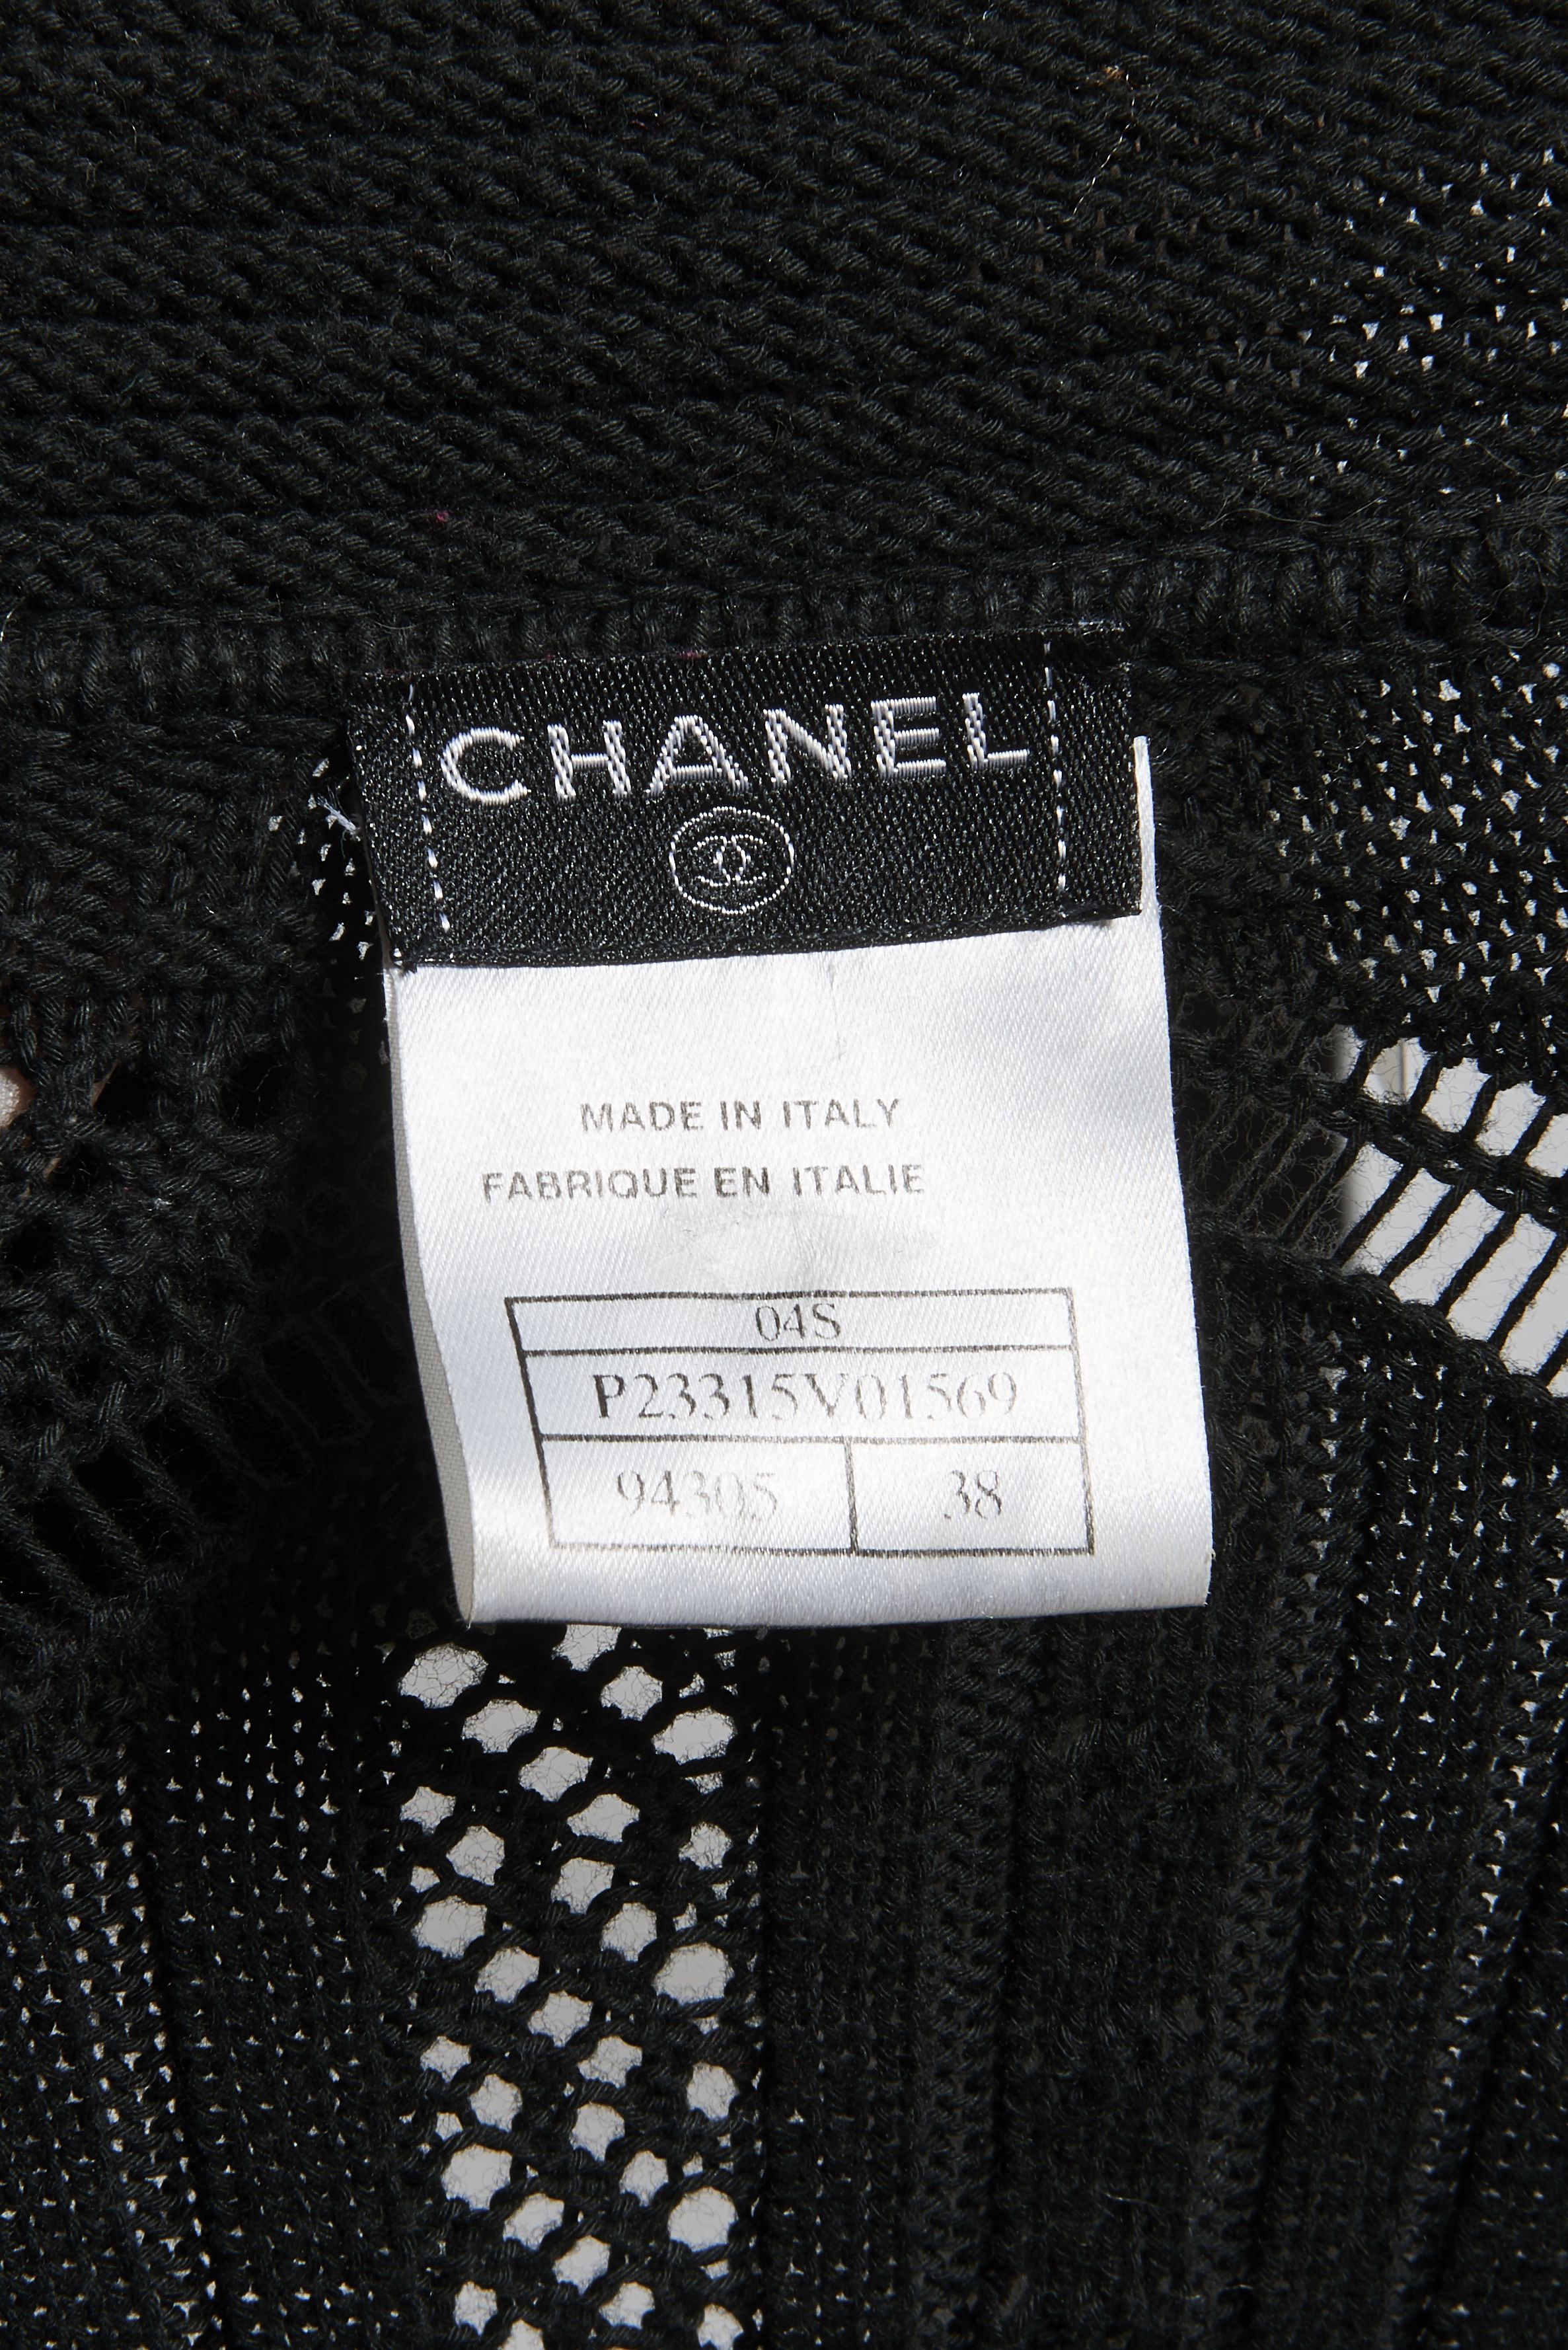 CHANEL
MADE IN ITALY
FABRIQUE EN ITALIE
04S
P23315V01569
94305 38